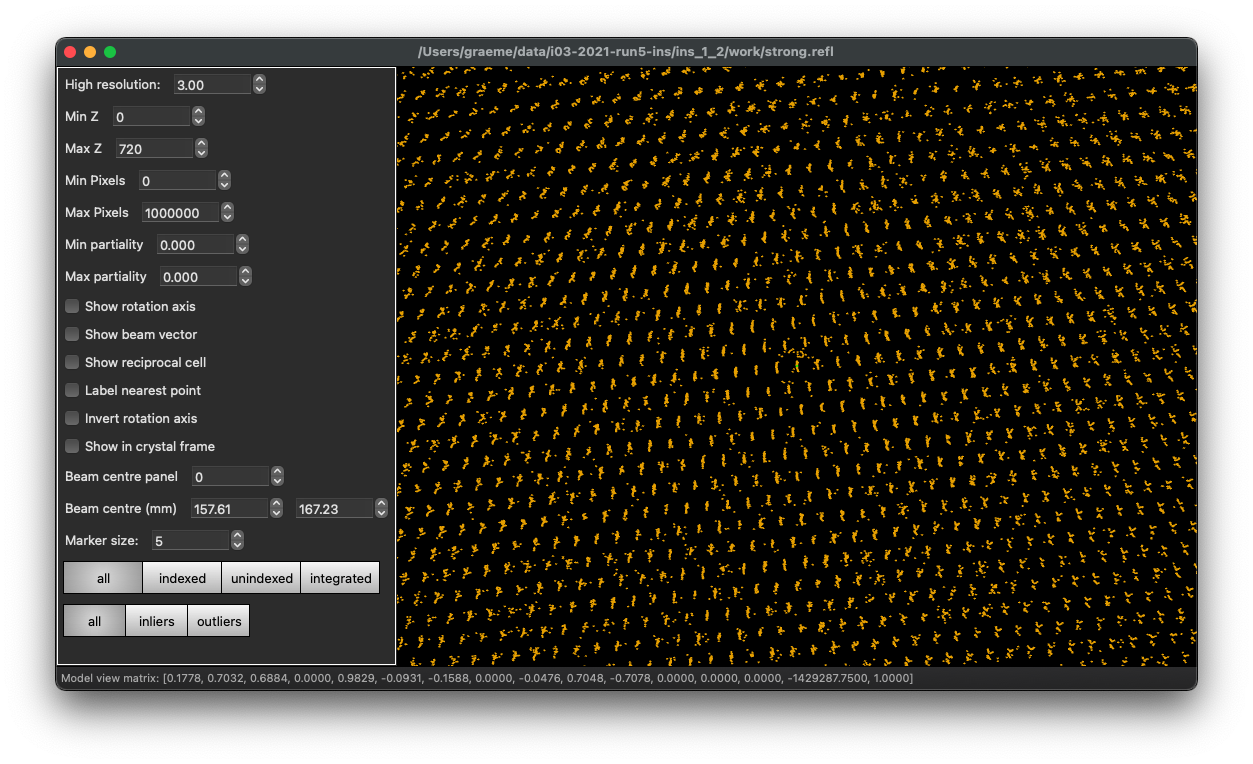 /Users/graeme/data/i03-2021-run5-ins/ins_1_2/work/strong.refl
High resolution: 3.00
Min Z 0
Max Z 720
Min Pixels 0
Max Pixels 1000000
Min partiality 0.000
Max partiality 0.000
Show rotation axis
Show beam vector
Show reciprocal cell
Label nearest point
Invert rotation axis
Show in crystal frame
Beam centre panel 0
Beam centre (mm) 157.61 167.23
Marker size: 5
all indexed unindexed integrated
all inliers outliers
Model view matrix: [0.1778, 0.7032, 0.6884, 0.0000, 0.9829, -0.0931, -0.1588, 0.0000, -0.0476, 0.7048, -0.7078, 0.0000, 0.0000, 0.0000, -1429287.7500, 1.0000]